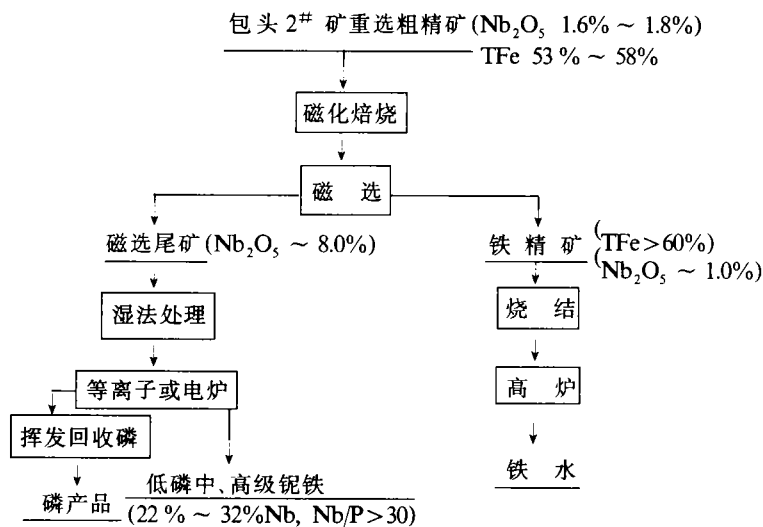 包头2# 矿重选粗精矿(Nb₂O₅ 1.6%～1.8%)
TFe 53%～58%
磁化焙烧
磁 选
磁选尾矿(Nb₂O₅ ～8.0%)
铁 精 矿 (TFe>60%)
(Nb₂O₅ ～1.0%)
湿法处理
烧 结
等离子或电炉
高 炉
挥发回收磷
铁 水
磷产品
低磷中、高级铌铁
(22%～32%Nb, Nb/P>30)